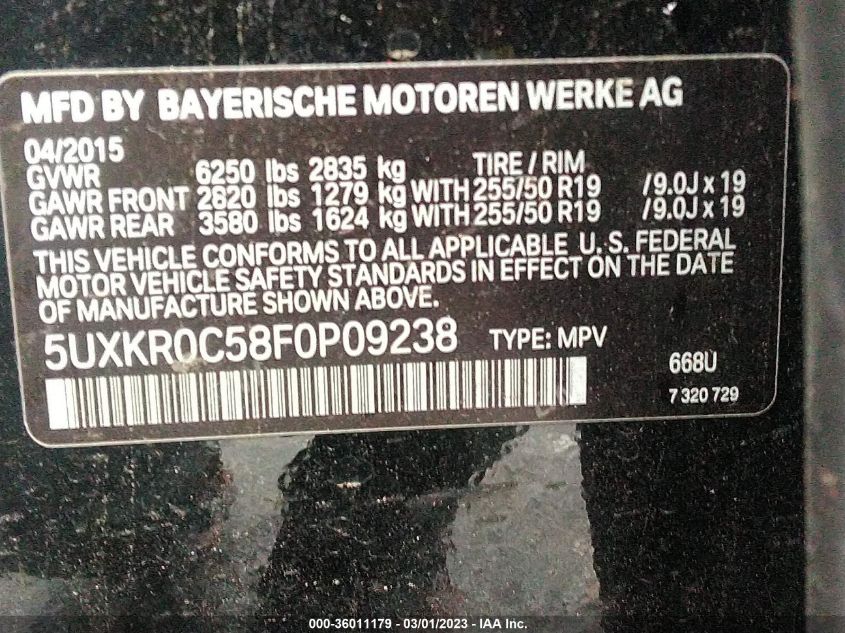 MFD BY BAYERISCHE MOTOREN WERKE AG
04/2015
GVWR 6250 lbs 2835 kg TIRE / RIM
GAWR FRONT 2820 lbs 1279 kg WITH 255/50 R19 /9.0J x 19
GAWR REAR 3580 lbs 1624 kg WITH 255/50 R19 /9.0J x 19
THIS VEHICLE CONFORMS TO ALL APPLICABLE U. S. FEDERAL
MOTOR VEHICLE SAFETY STANDARDS IN EFFECT ON THE DATE
OF MANUFACTURE SHOWN ABOVE.
5UXKR0C58F0P09238 TYPE: MPV
668U
7 320 729
000-36011179 — 03/01/2023 — IAA Inc.